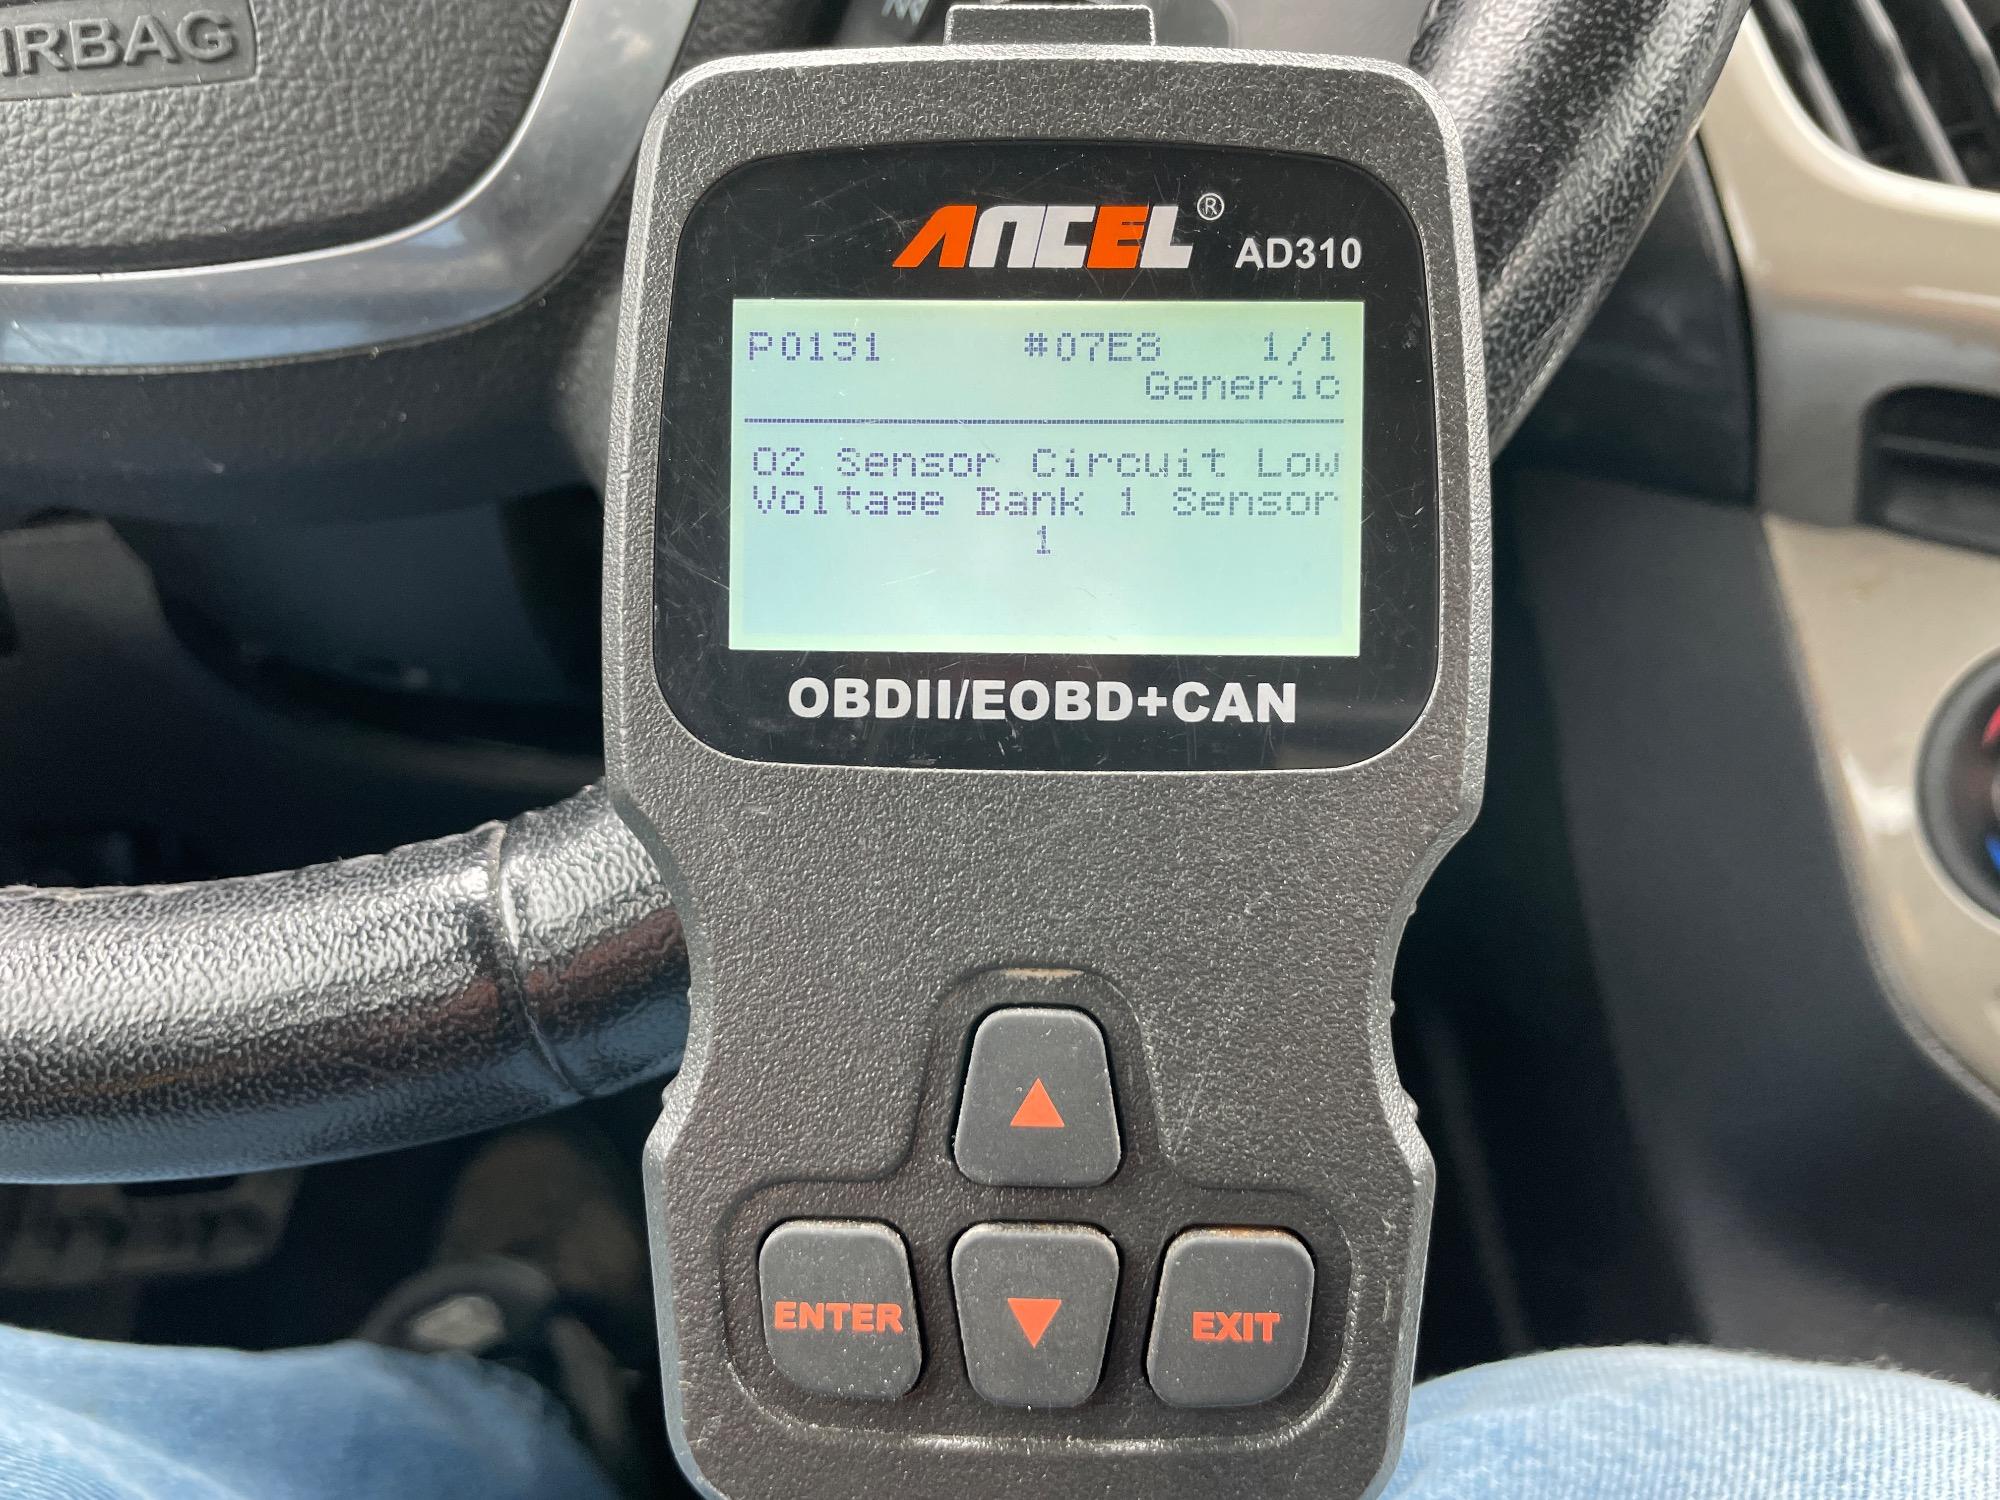 AIRBAG
ANCEL® AD310
P0131 #07E8 1/1
Generic
O2 Sensor Circuit Low
Voltage Bank 1 Sensor
1
OBDII/EOBD+CAN
ENTER
EXIT